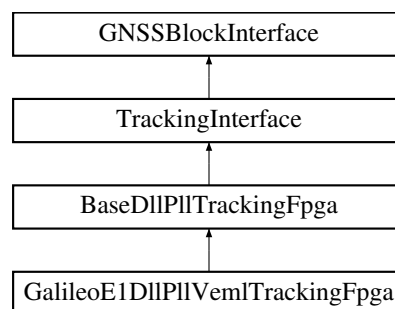 GNSSBlockInterface
TrackingInterface
BaseDllPllTrackingFpga
GalileoE1DllPllVemlTrackingFpga